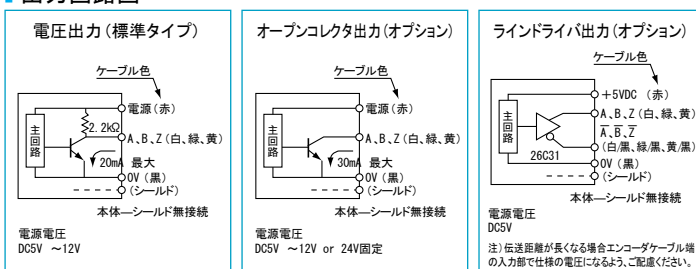 出力回路図
電圧出力（標準タイプ）
ケーブル色
電源（赤）
2.2kΩ
主回路
A、B、Z（白、緑、黄）
20mA 最大
0V（黒）
（シールド）
本体―シールド無接続
電源電圧
DC5V ～12V
オープンコレクタ出力（オプション）
ケーブル色
電源（赤）
主回路
A、B、Z（白、緑、黄）
30mA 最大
0V（黒）
（シールド）
本体―シールド無接続
電源電圧
DC5V ～12V or 24V固定
ラインドライバ出力（オプション）
ケーブル色
+5VDC （赤）
主回路
A、B、Z（白、緑、黄）
A̅、B̅、Z̅
（白/黒、緑/黒、黄/黒）
26C31
0V（黒）
（シールド）
本体―シールド無接続
電源電圧
DC5V
注）伝送距離が長くなる場合エンコーダケーブル端
の入力部で仕様の電圧になるよう、ご配慮ください。